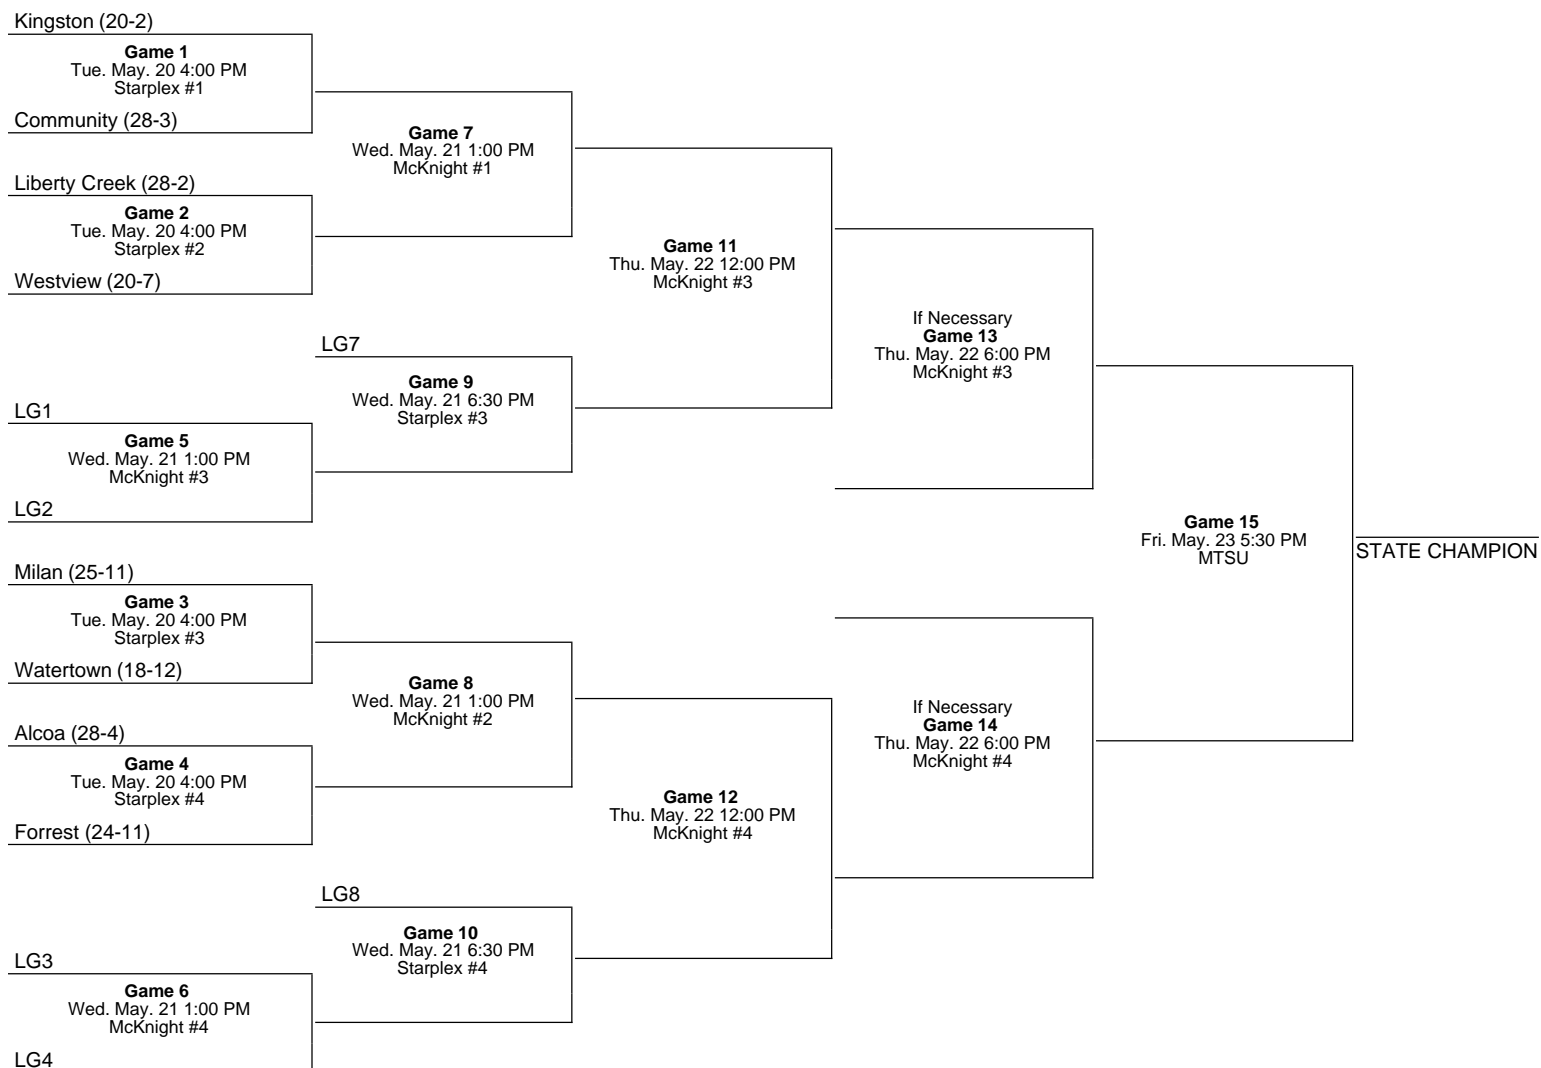 Kingston (20-2)
Game 1
Tue. May. 20 4:00 PM
Starplex #1
Community (28-3)
Game 7
Wed. May. 21 1:00 PM
McKnight #1
Liberty Creek (28-2)
Game 2
Tue. May. 20 4:00 PM
Starplex #2
Westview (20-7)
Game 11
Thu. May. 22 12:00 PM
McKnight #3
If Necessary
Game 13
Thu. May. 22 6:00 PM
McKnight #3
LG7
Game 9
Wed. May. 21 6:30 PM
Starplex #3
LG1
Game 5
Wed. May. 21 1:00 PM
McKnight #3
LG2
Game 15
Fri. May. 23 5:30 PM
MTSU
STATE CHAMPION
Milan (25-11)
Game 3
Tue. May. 20 4:00 PM
Starplex #3
Watertown (18-12)
Game 8
Wed. May. 21 1:00 PM
McKnight #2
If Necessary
Game 14
Thu. May. 22 6:00 PM
McKnight #4
Alcoa (28-4)
Game 4
Tue. May. 20 4:00 PM
Starplex #4
Forrest (24-11)
Game 12
Thu. May. 22 12:00 PM
McKnight #4
LG8
Game 10
Wed. May. 21 6:30 PM
Starplex #4
LG3
Game 6
Wed. May. 21 1:00 PM
McKnight #4
LG4